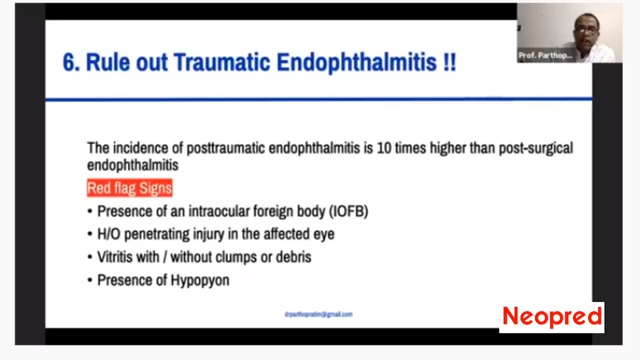 Prof. Parthop...
6. Rule out Traumatic Endophthalmitis !!
The incidence of posttraumatic endophthalmitis is 10 times higher than post-surgical
endophthalmitis
Red flag Signs
• Presence of an intraocular foreign body (IOFB)
• H/O penetrating injury in the affected eye
• Vitritis with / without clumps or debris
• Presence of Hypopyon
drparthopratim@gmail.com
Neopred